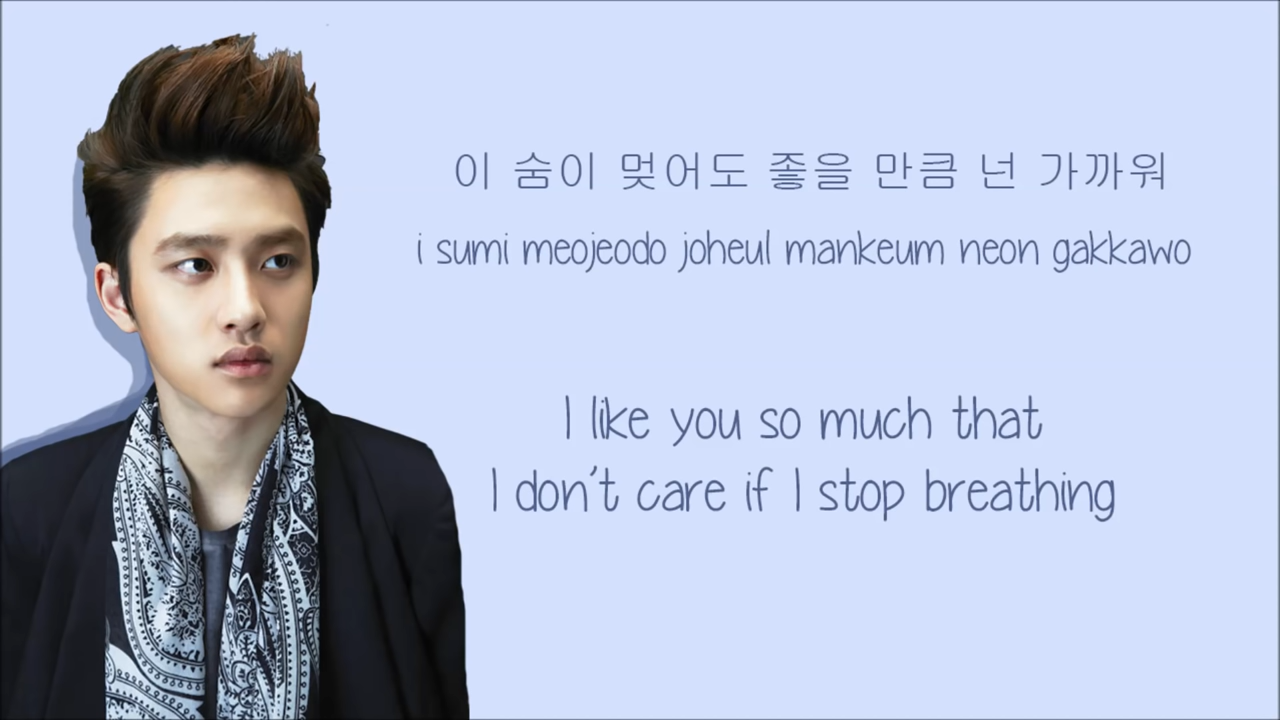 이 숨이 멎어도 좋을 만큼 넌 가까워
i sumi meojeodo joheul mankeum neon gakkawo
I like you so much that
I don't care if I stop breathing